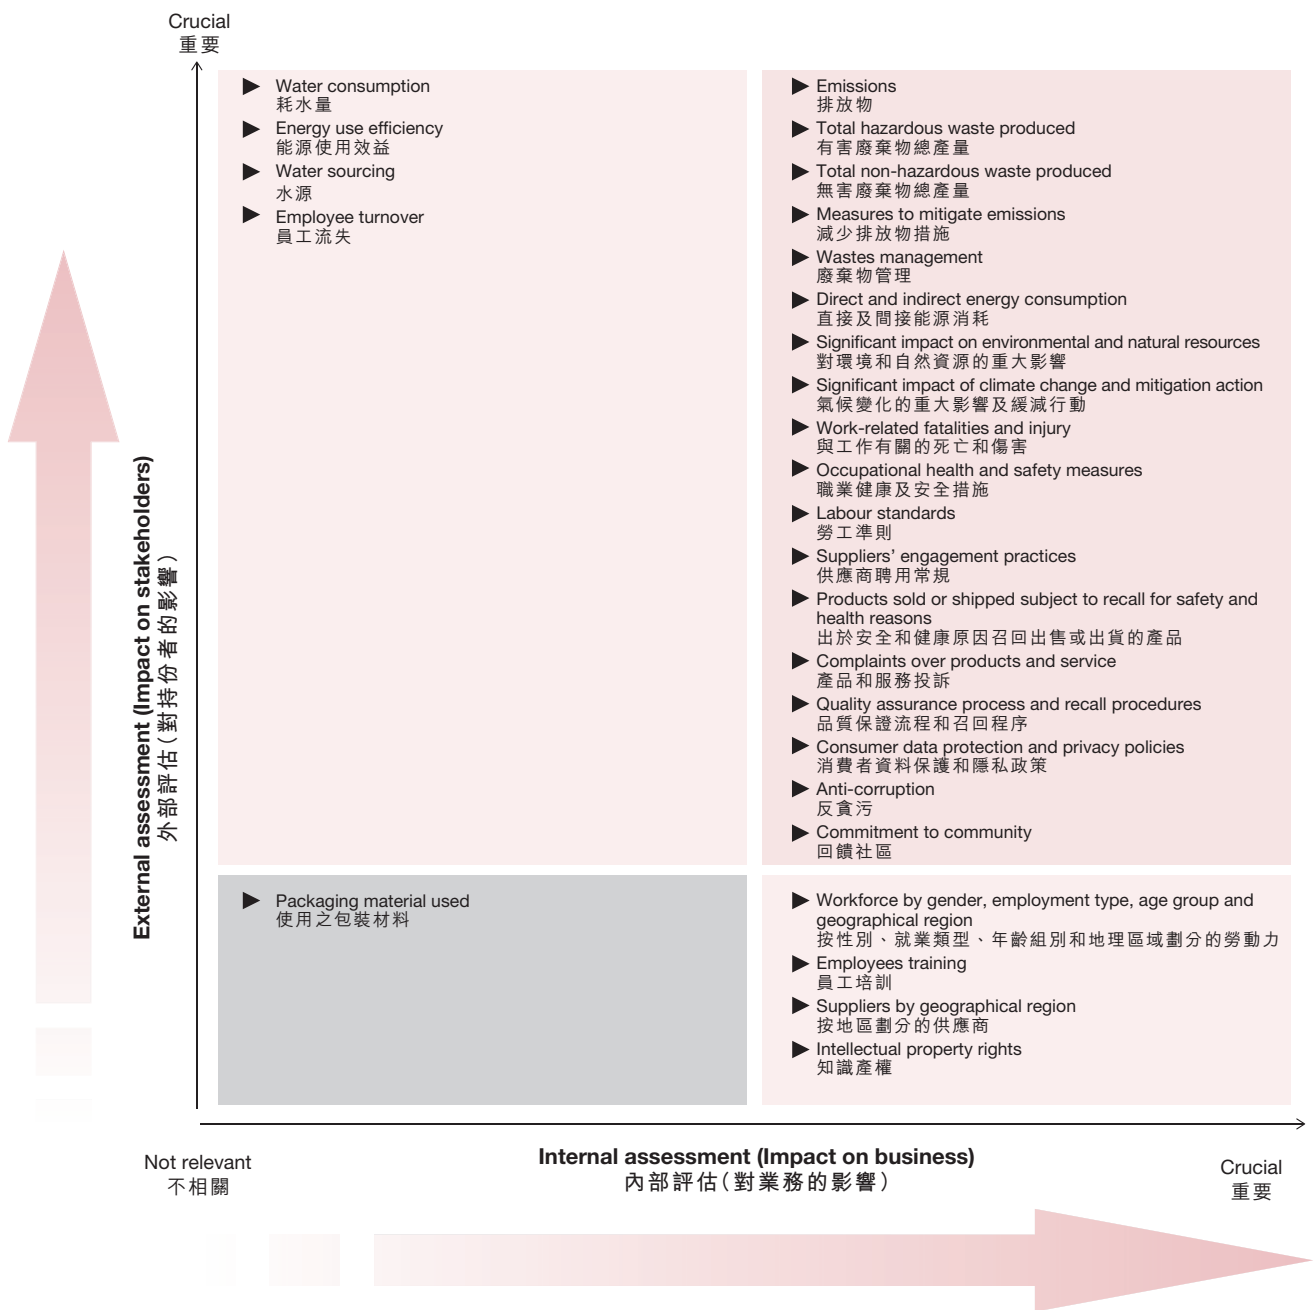 Crucial
重要
Water consumption
耗水量
Energy use efficiency
能源使用效益
Water sourcing
水源
Employee turnover
員工流失
Emissions
排放物
Total hazardous waste produced
有害廢棄物總產量
Total non-hazardous waste produced
無害廢棄物總產量
Measures to mitigate emissions
減少排放物措施
Wastes management
廢棄物管理
Direct and indirect energy consumption
直接及間接能源消耗
Significant impact on environmental and natural resources
對環境和自然資源的重大影響
Significant impact of climate change and mitigation action
氣候變化的重大影響及緩減行動
Work-related fatalities and injury
與工作有關的死亡和傷害
Occupational health and safety measures
職業健康及安全措施
Labour standards
勞工準則
Suppliers' engagement practices
供應商聘用常規
Products sold or shipped subject to recall for safety and
health reasons
出於安全和健康原因召回出售或出貨的產品
Complaints over products and service
產品和服務投訴
Quality assurance process and recall procedures
品質保證流程和召回程序
Consumer data protection and privacy policies
消費者資料保護和隱私政策
Anti-corruption
反貪污
Commitment to community
回饋社區
External assessment (Impact on stakeholders)
外部評估(對持份者的影響)
Packaging material used
使用之包裝材料
Workforce by gender, employment type, age group and
geographical region
按性別、就業類型、年齡組別和地理區域劃分的勞動力
Employees training
員工培訓
Suppliers by geographical region
按地區劃分的供應商
Intellectual property rights
知識產權
Not relevant
不相關
Internal assessment (Impact on business)
內部評估(對業務的影響)
Crucial
重要